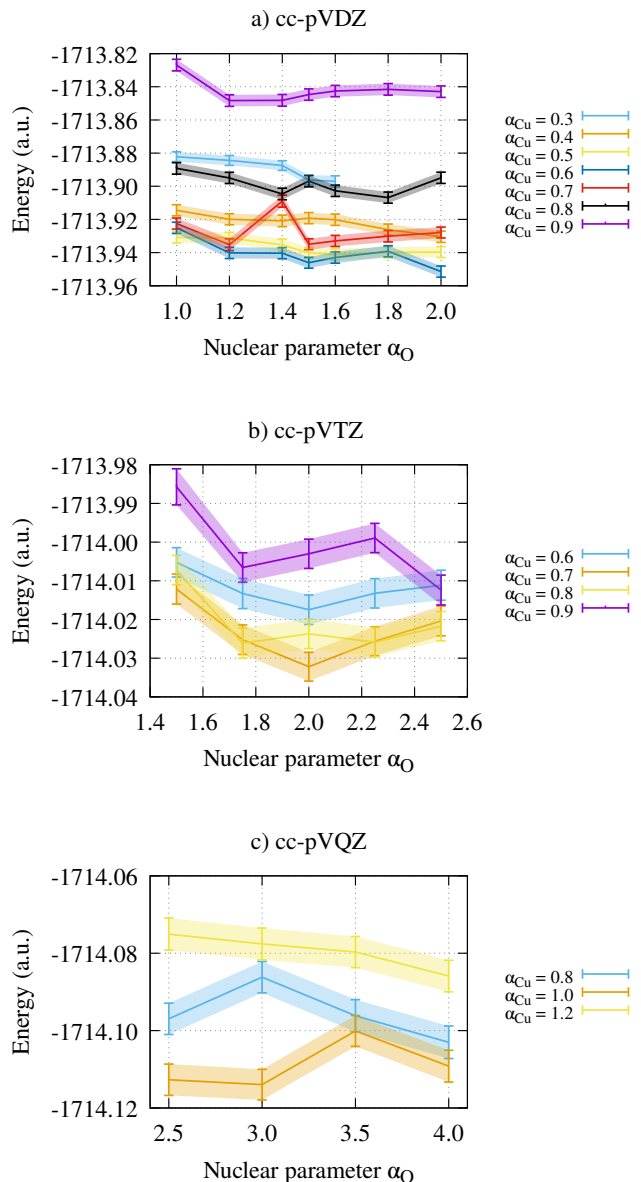 a) cc-pVDZ
Energy (a.u.)
-1713.82
-1713.84
-1713.86
-1713.88
-1713.90
-1713.92
-1713.94
-1713.96
1.0 1.2 1.4 1.6 1.8 2.0
Nuclear parameter αO
αCu = 0.3
αCu = 0.4
αCu = 0.5
αCu = 0.6
αCu = 0.7
αCu = 0.8
αCu = 0.9
b) cc-pVTZ
Energy (a.u.)
-1713.98
-1713.99
-1714.00
-1714.01
-1714.02
-1714.03
-1714.04
1.4 1.6 1.8 2.0 2.2 2.4 2.6
Nuclear parameter αO
αCu = 0.6
αCu = 0.7
αCu = 0.8
αCu = 0.9
c) cc-pVQZ
Energy (a.u.)
-1714.06
-1714.08
-1714.10
-1714.12
2.5 3.0 3.5 4.0
Nuclear parameter αO
αCu = 0.8
αCu = 1.0
αCu = 1.2